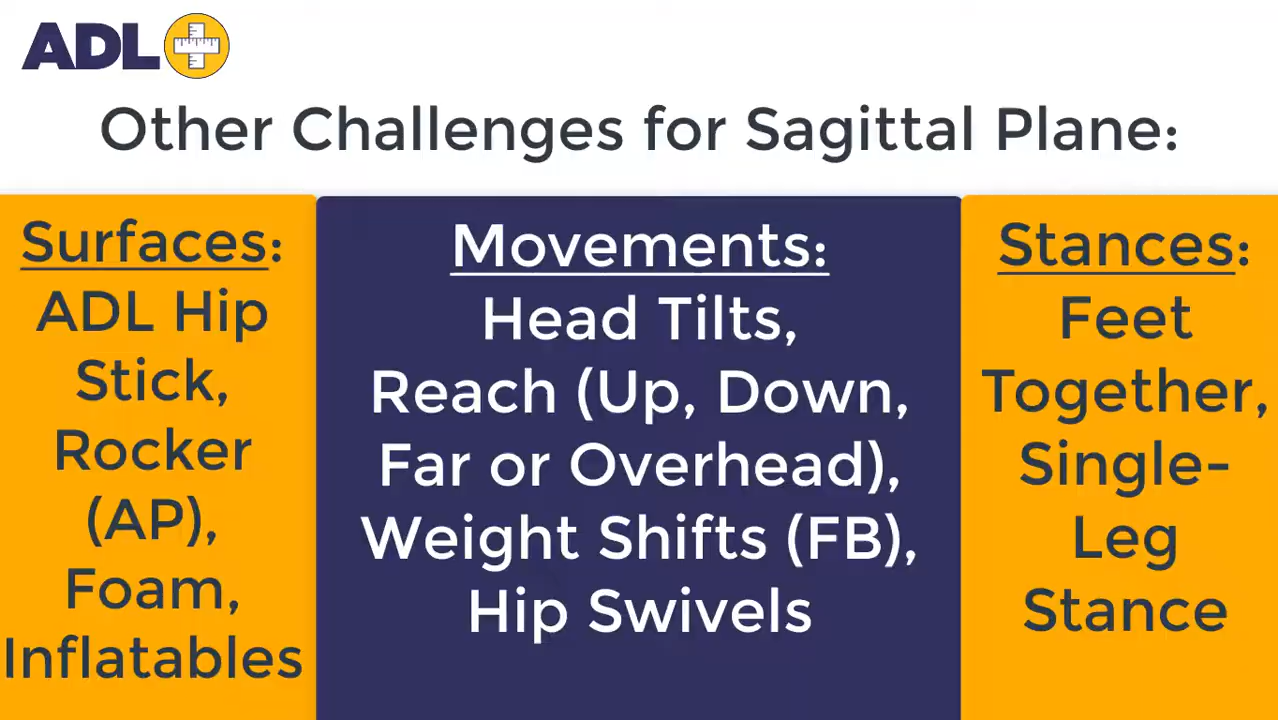 ADL
Other Challenges for Sagittal Plane:
Surfaces:
ADL Hip
Stick,
Rocker
(AP),
Foam,
Inflatables
Movements:
Head Tilts,
Reach (Up, Down,
Far or Overhead),
Weight Shifts (FB),
Hip Swivels
Stances:
Feet
Together,
Single-
Leg
Stance